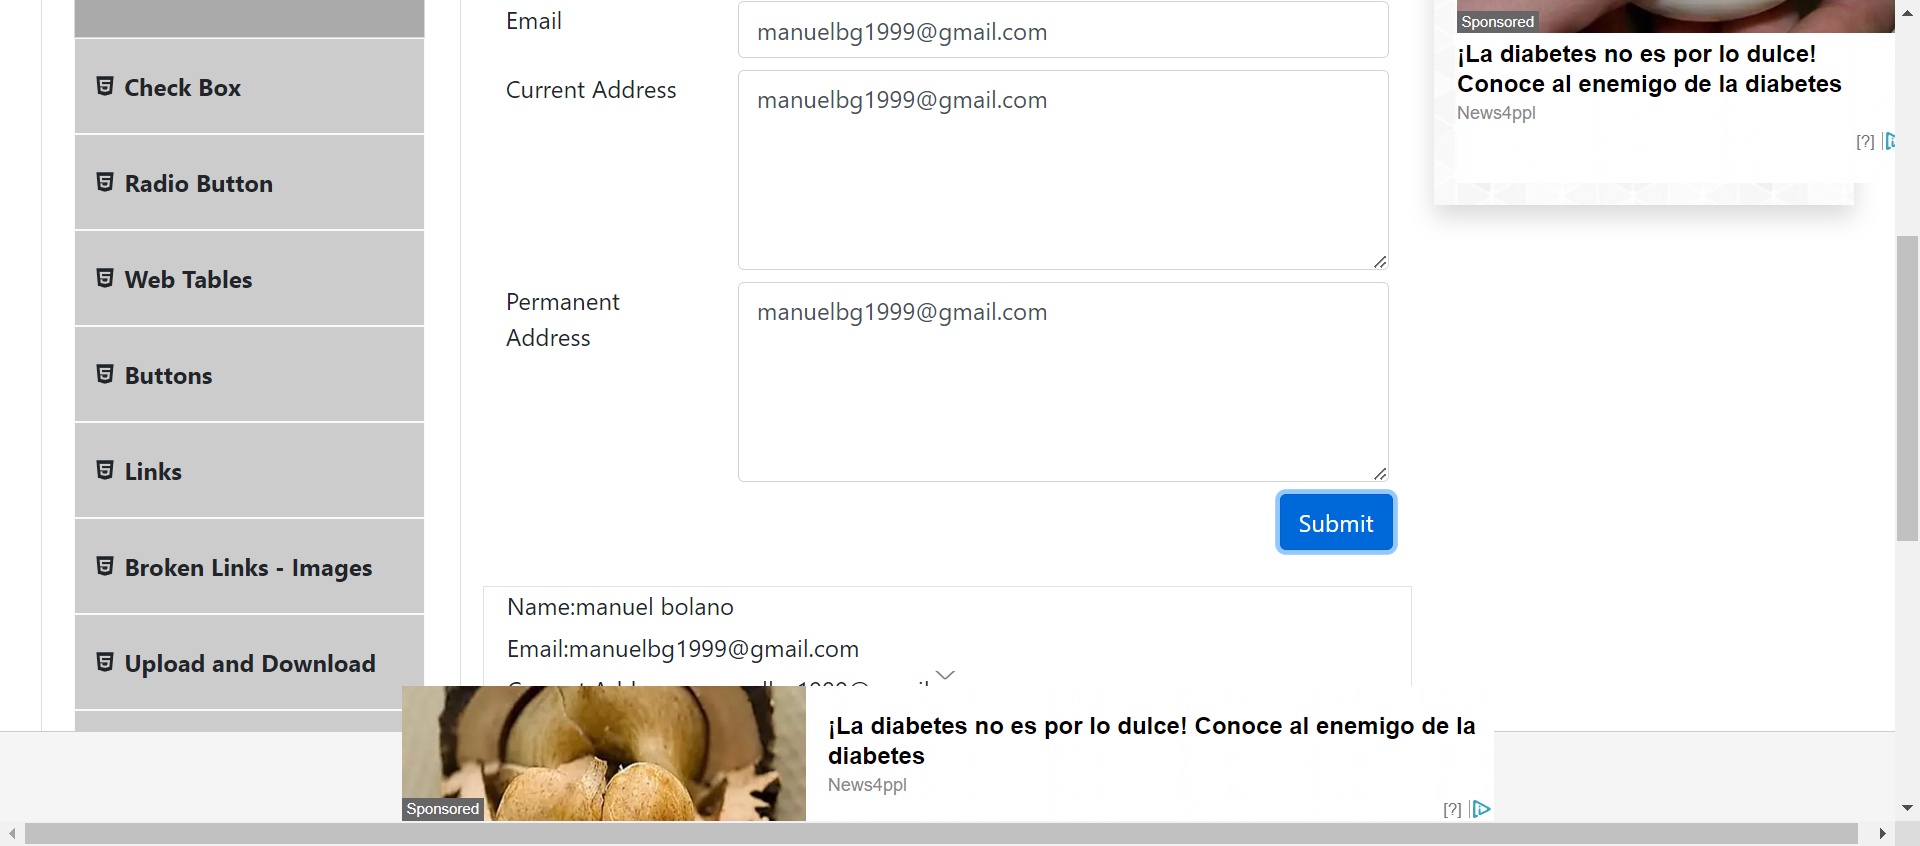 Check Box
Radio Button
Web Tables
Buttons
Links
Broken Links - Images
Upload and Download
Email
manuelbg1999@gmail.com
Current Address
manuelbg1999@gmail.com
Permanent
Address
manuelbg1999@gmail.com
Submit
Name:manuel bolano
Email:manuelbg1999@gmail.com
Sponsored
¡La diabetes no es por lo dulce!
Conoce al enemigo de la diabetes
News4ppl
[?]
Sponsored
¡La diabetes no es por lo dulce! Conoce al enemigo de la
diabetes
News4ppl
[?]